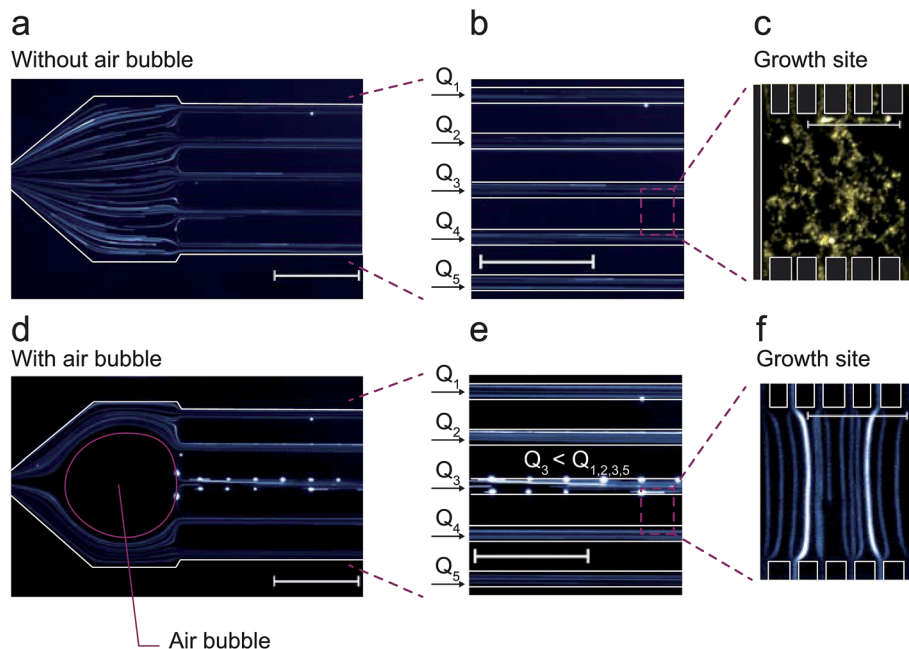 a
Without air bubble
b
Q1
Q2
Q3
Q4
Q5
c
Growth site
d
With air bubble
Air bubble
e
Q1
Q2
Q3
Q4
Q5
Q3 < Q1,2,3,5
f
Growth site